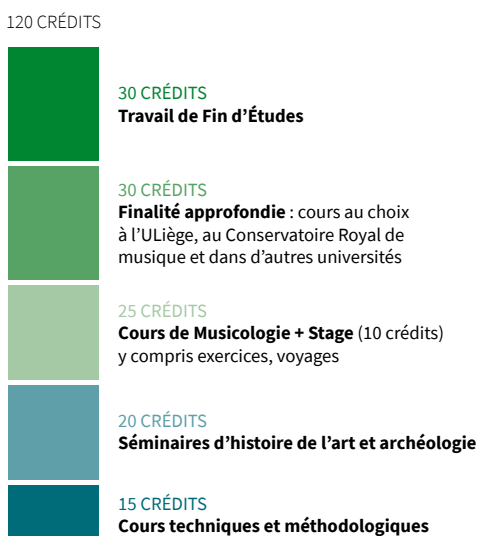 120 CRÉDITS
30 CRÉDITS
Travail de Fin d’Études
30 CRÉDITS
Finalité approfondie : cours au choix
à l’ULiège, au Conservatoire Royal de
musique et dans d’autres universités
25 CRÉDITS
Cours de Musicologie + Stage (10 crédits)
y compris exercices, voyages
20 CRÉDITS
Séminaires d’histoire de l’art et archéologie
15 CRÉDITS
Cours techniques et méthodologiques